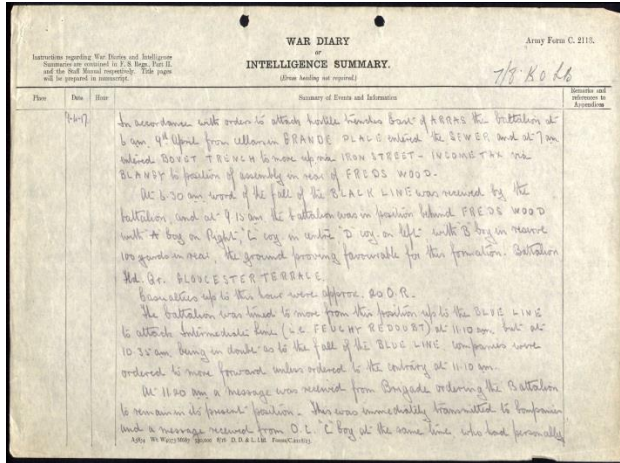 WAR DIARY
or
INTELLIGENCE SUMMARY.
(Erase heading not required.)
Army Form C. 2118.
Instructions regarding War Diaries and Intelligence
Summaries are contained in F. S. Regs., Part II.
and the Staff Manual respectively. Title pages
will be prepared in manuscript.
7/8 K.O.S.B
Place Date Hour Summary of Events and Information Remarks and
references to
Appendices
9-4-17. In accordance with orders to attack hostile trenches East of ARRAS the battalion at
6 am. 9th April from cellars in GRANDE PLACE entered the SEWER and at 7 am
entered BOVET TRENCH to move up via IRON STREET - INCOME TAX via
BLANGY to position of assembly in rear of FREDS WOOD.
At 8.30 am word of the fall of the BLACK LINE was received by the
battalion, and at 9.15 am the battalion was in position behind FREDS WOOD
with 'A' Coy on Right, 'C' Coy in centre 'D' Coy on left with 'B' Coy in reserve
100 yards in rear, the ground proving favourable for this formation. Battalion
Hd. Qr. GLOUCESTER TERRACE.
Casualties up to this hour were approx. 20 O.R.
The battalion was timed to move from this position up to the BLUE LINE
to attack Intermediate line (i.e. FEUCHY REDOUBT) at 11.10 am, but at
10.35 am being in doubt as to the fall of the BLUE LINE companies were
ordered to move forward unless ordered to the contrary at 11.10 am.
At 11.00 am a message was received from Brigade ordering the Battalion
to remain in its present position. This was immediately transmitted to Companies
and a message received from O.C. 'C' Coy at the same time who had personally